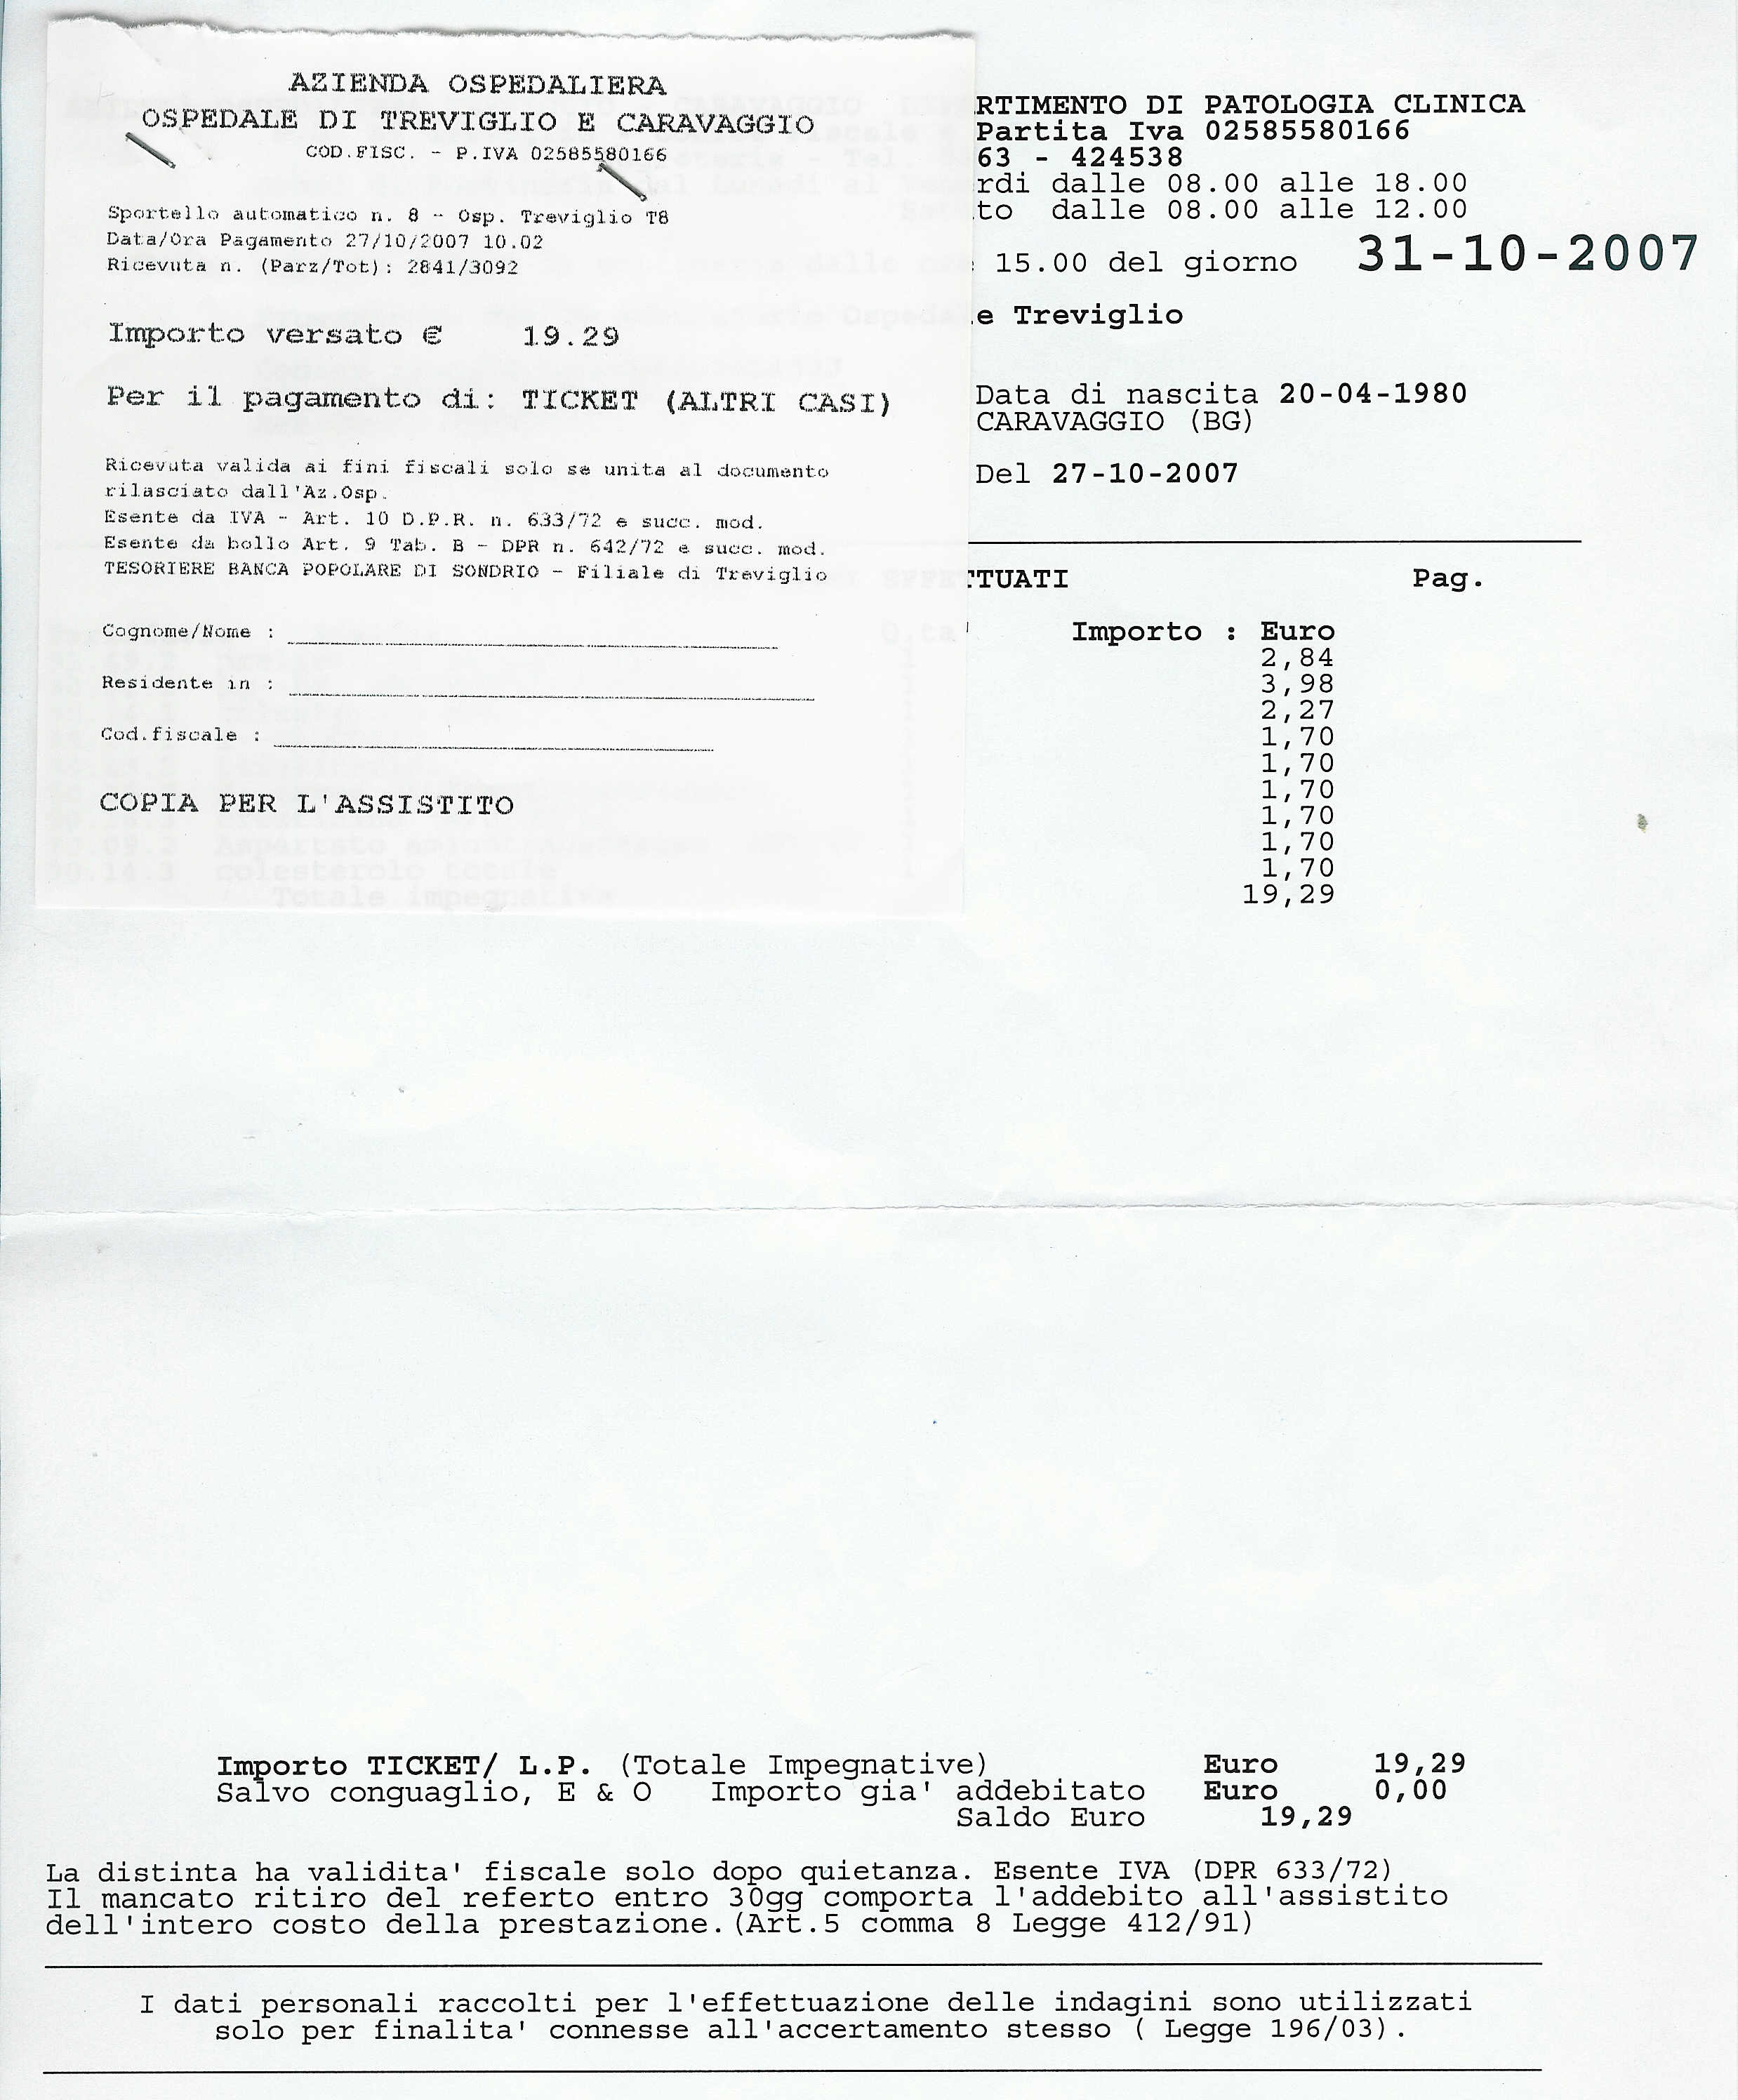 AZIENDA OSPEDALIERA
OSPEDALE DI TREVIGLIO E CARAVAGGIO
COD.FISC. - P.IVA 02585580166
Sportello automatico n. 8 - Osp. Treviglio T8
Data/Ora Pagamento 27/10/2007 10.02
Ricevuta n. (Parz/Tot): 2841/3092
Importo versato € 19.29
Per il pagamento di: TICKET (ALTRI CASI)
Ricevuta valida ai fini fiscali solo se unita al documento
rilasciato dall'Az.Osp.
Esente da IVA - Art. 10 D.P.R. n. 633/72 e succ. mod.
Esente da bollo Art. 9 Tab. B - DPR n. 642/72 e succ. mod.
TESORIERE BANCA POPOLARE DI SONDRIO - Filiale di Treviglio
Cognome/Nome :
Residente in :
Cod.fiscale :
COPIA PER L'ASSISTITO
RTIMENTO DI PATOLOGIA CLINICA
Partita Iva 02585580166
63 - 424538
rdi dalle 08.00 alle 18.00
to dalle 08.00 alle 12.00
15.00 del giorno 31-10-2007
e Treviglio
Data di nascita 20-04-1980
CARAVAGGIO (BG)
Del 27-10-2007
TTUATI Pag.
Importo : Euro
2,84
3,98
2,27
1,70
1,70
1,70
1,70
1,70
1,70
19,29
colesterolo totale
Totale impegnativa
Importo TICKET/ L.P. (Totale Impegnative) Euro 19,29
Salvo conguaglio, E & O Importo gia' addebitato Euro 0,00
Saldo Euro 19,29
La distinta ha validita' fiscale solo dopo quietanza. Esente IVA (DPR 633/72)
Il mancato ritiro del referto entro 30gg comporta l'addebito all'assistito
dell'intero costo della prestazione.(Art.5 comma 8 Legge 412/91)
I dati personali raccolti per l'effettuazione delle indagini sono utilizzati
solo per finalita' connesse all'accertamento stesso ( Legge 196/03).